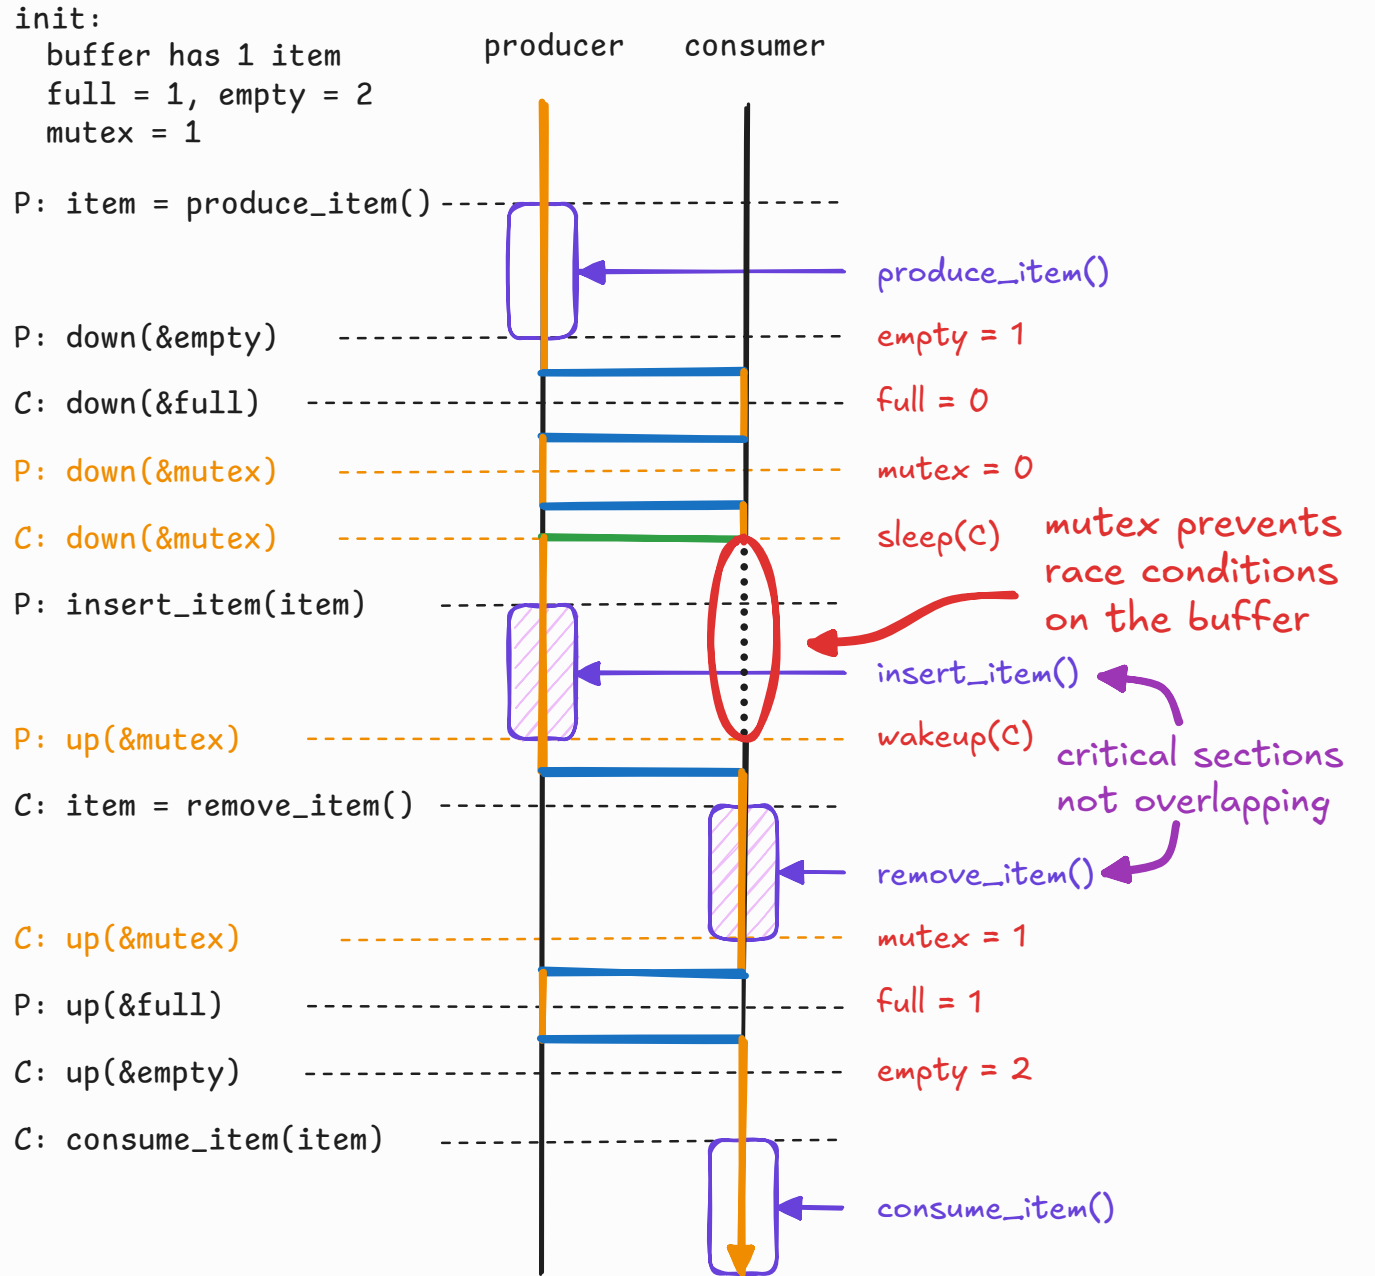 init:
buffer has 1 item
full = 1, empty = 2
mutex = 1
producer
consumer
P: item = produce_item()
produce_item()
P: down(&empty)
empty = 1
C: down(&full)
full = 0
P: down(&mutex)
mutex = 0
C: down(&mutex)
sleep(C)
mutex prevents
race conditions
on the buffer
P: insert_item(item)
insert_item()
P: up(&mutex)
wakeup(C)
critical sections
not overlapping
C: item = remove_item()
remove_item()
C: up(&mutex)
mutex = 1
P: up(&full)
full = 1
C: up(&empty)
empty = 2
C: consume_item(item)
consume_item()